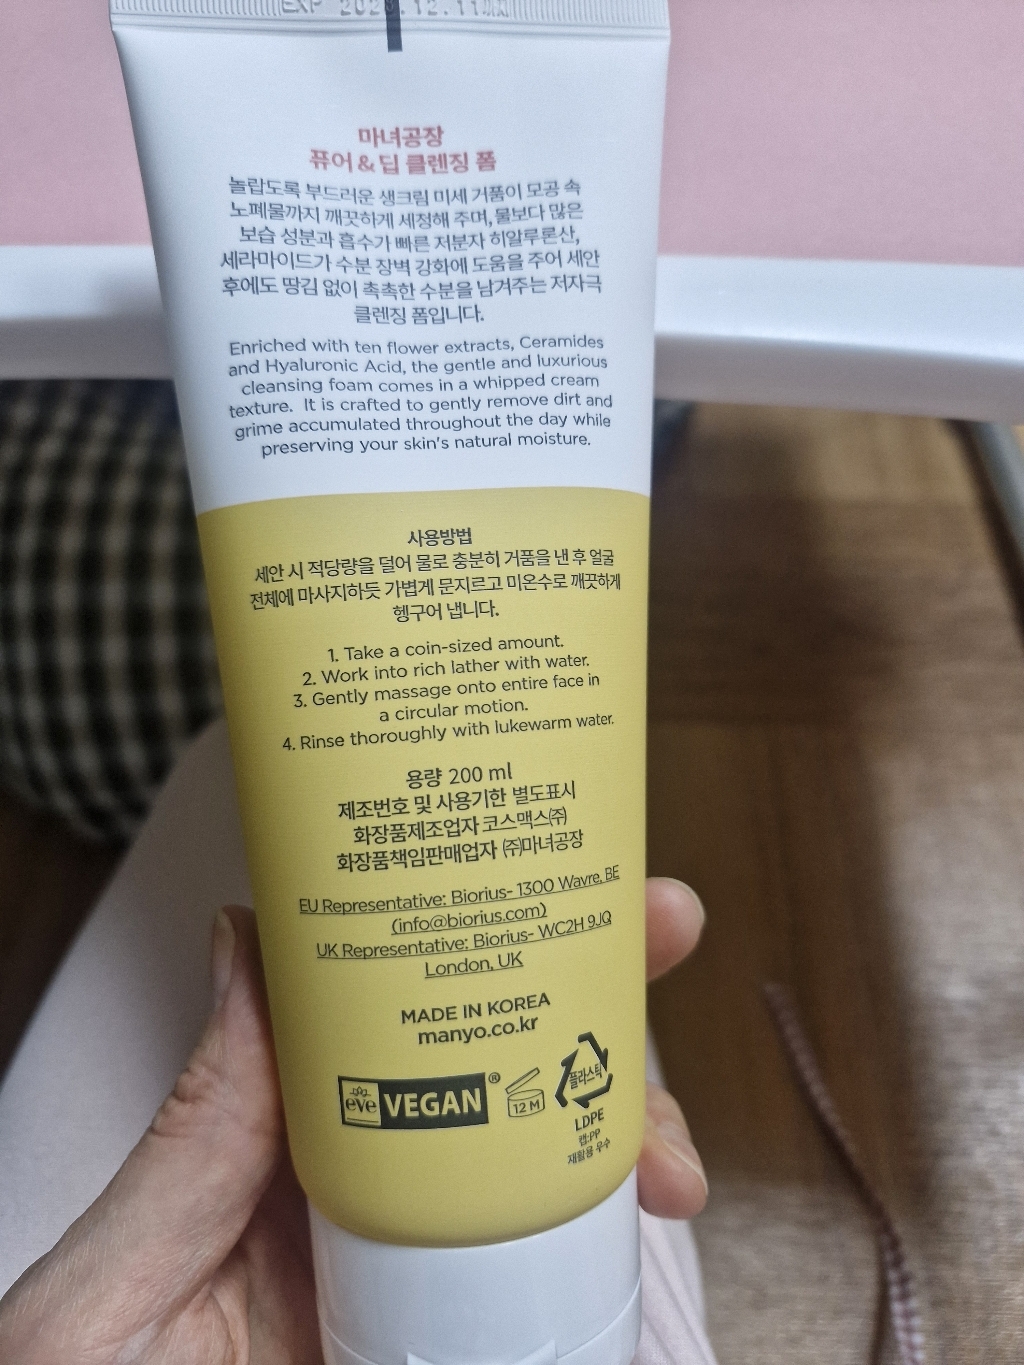 EXP 12.11까지
마녀공장
퓨어&딥 클렌징 폼
놀랍도록 부드러운 생크림 미세 거품이 모공 속
노폐물까지 깨끗하게 세정해 주며, 물보다 많은
보습 성분과 흡수가 빠른 저분자 히알루론산,
세라마이드가 수분 장벽 강화에 도움을 주어 세안
후에도 땅김 없이 촉촉한 수분을 남겨주는 저자극
클렌징 폼입니다.
Enriched with ten flower extracts, Ceramides
and Hyaluronic Acid, the gentle and luxurious
cleansing foam comes in a whipped cream
texture. It is crafted to gently remove dirt and
grime accumulated throughout the day while
preserving your skin's natural moisture.
사용방법
세안 시 적당량을 덜어 물로 충분히 거품을 낸 후 얼굴
전체에 마사지하듯 가볍게 문지르고 미온수로 깨끗하게
헹구어 냅니다.
1. Take a coin-sized amount.
2. Work into rich lather with water.
3. Gently massage onto entire face in
a circular motion.
4. Rinse thoroughly with lukewarm water.
용량 200 ml
제조번호 및 사용기한 별도표시
화장품제조업자 코스맥스㈜
화장품책임판매업자 ㈜마녀공장
EU Representative: Biorius- 1300 Wavre, BE
(info@biorius.com)
UK Representative: Biorius- WC2H 9JQ
London, UK
MADE IN KOREA
manyo.co.kr
eve VEGAN®
12 M
플라스틱
LDPE
캡:PP
재활용 우수